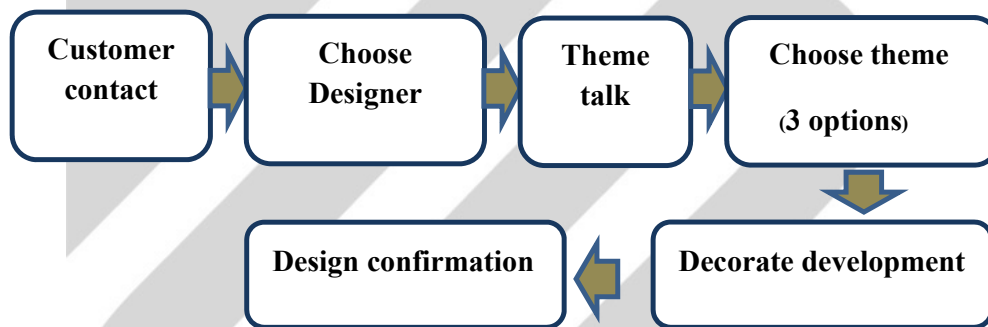 Customer
contact
Choose
Designer
Theme
talk
Choose theme
(3 options)
Decorate development
Design confirmation